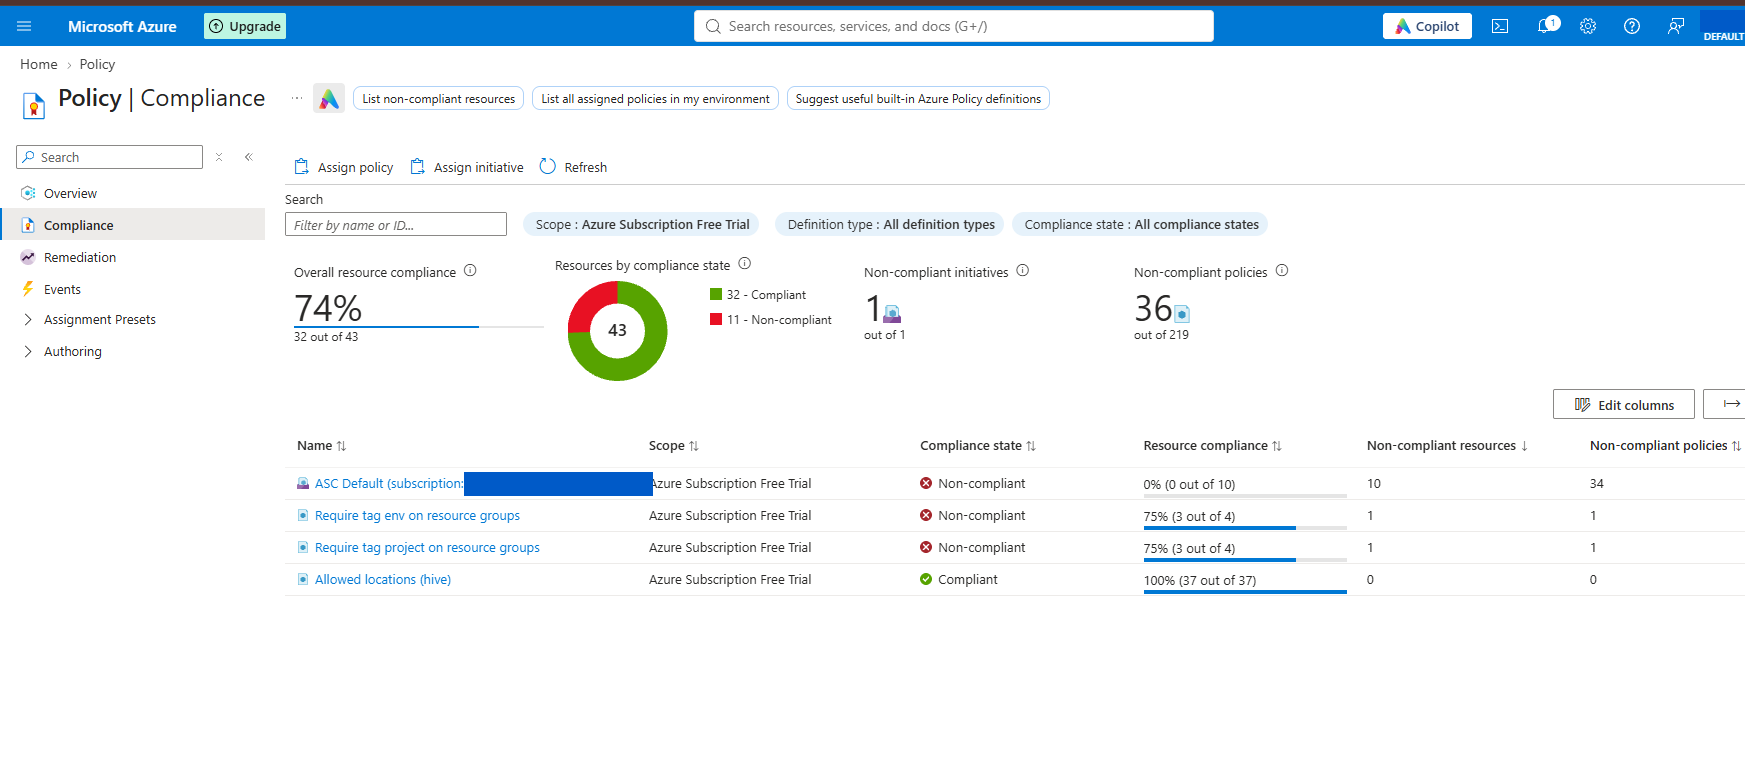 Microsoft Azure
Upgrade
Search resources, services, and docs (G+/)
Copilot
1
DEFAULT
Home > Policy
Policy | Compliance
...
List non-compliant resources
List all assigned policies in my environment
Suggest useful built-in Azure Policy definitions
Search
Overview
Compliance
Remediation
Events
Assignment Presets
Authoring
Assign policy
Assign initiative
Refresh
Search
Filter by name or ID...
Scope : Azure Subscription Free Trial
Definition type : All definition types
Compliance state : All compliance states
Overall resource compliance
74%
32 out of 43
Resources by compliance state
43
32 - Compliant
11 - Non-compliant
Non-compliant initiatives
1
out of 1
Non-compliant policies
36
out of 219
Edit columns
Name Scope Compliance state Resource compliance Non-compliant resources Non-compliant policies
ASC Default (subscription: Azure Subscription Free Trial Non-compliant 0% (0 out of 10) 10 34
Require tag env on resource groups Azure Subscription Free Trial Non-compliant 75% (3 out of 4) 1 1
Require tag project on resource groups Azure Subscription Free Trial Non-compliant 75% (3 out of 4) 1 1
Allowed locations (hive) Azure Subscription Free Trial Compliant 100% (37 out of 37) 0 0